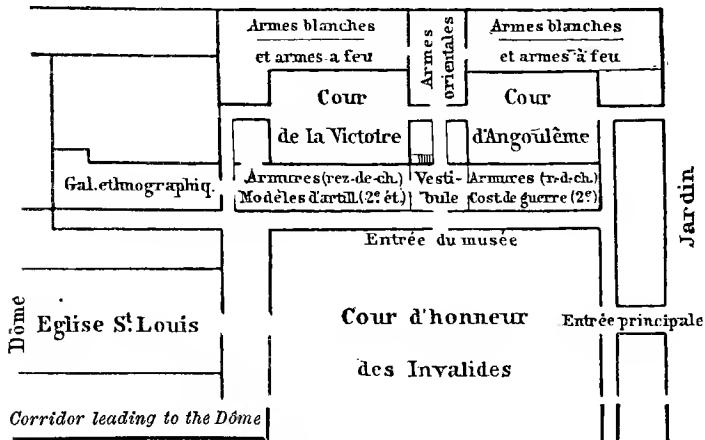 Armes blanches
et armes à feu
Armes
orientales
Armes blanches
et armes à feu
Cour
de la Victoire
Cour
d'Angoulême
Gal. ethnographiq.
Armures (rez-de-ch.)
Modèles d'artill. (2e ét.)
Vesti-
bule
Armures (r.-d.-ch.)
Cost. de guerre (2e)
Jardin
Entrée du musée
Dôme
Eglise St. Louis
Cour d'honneur
des Invalides
Entrée principale
Corridor leading to the Dôme